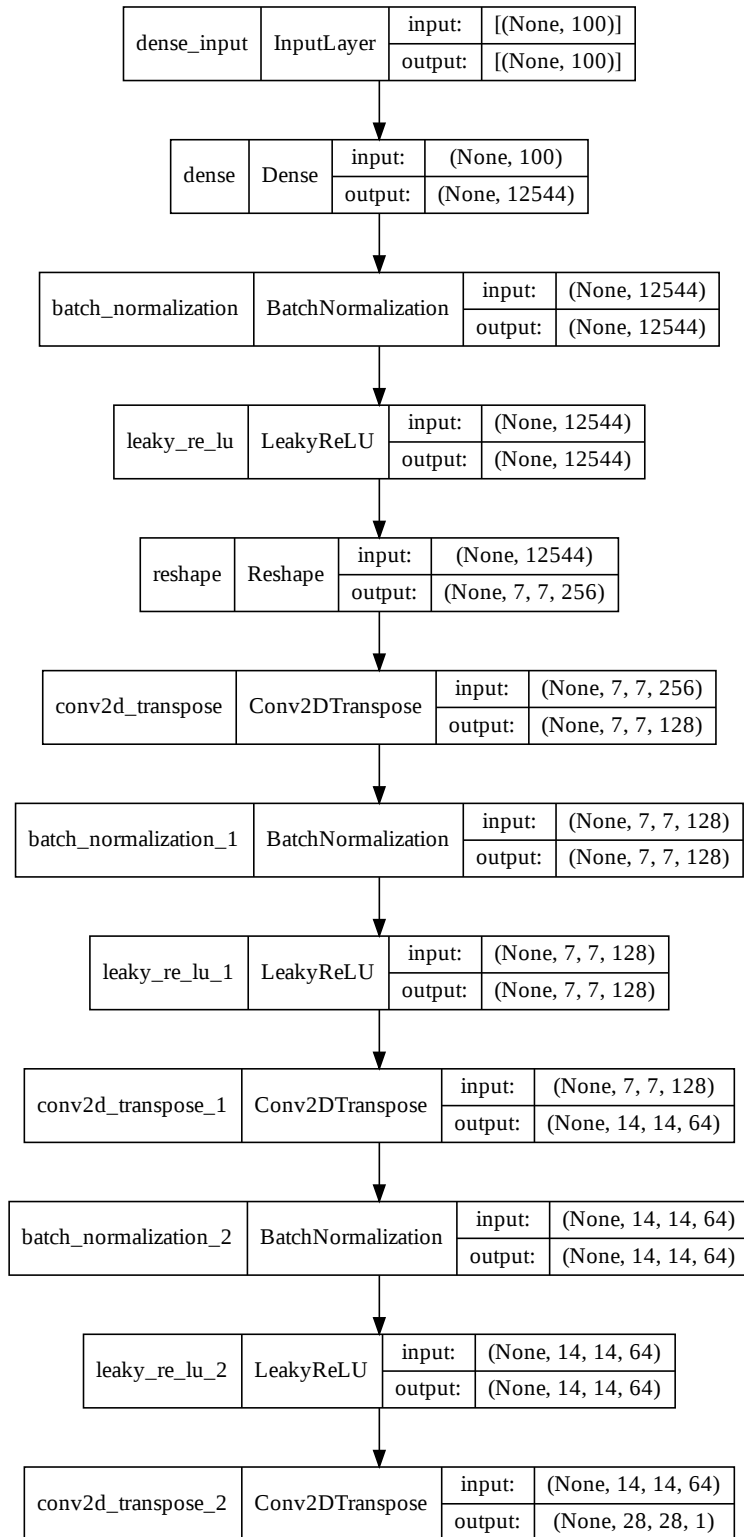 dense_input InputLayer input: [(None, 100)]
output: [(None, 100)]
dense Dense input: (None, 100)
output: (None, 12544)
batch_normalization BatchNormalization input: (None, 12544)
output: (None, 12544)
leaky_re_lu LeakyReLU input: (None, 12544)
output: (None, 12544)
reshape Reshape input: (None, 12544)
output: (None, 7, 7, 256)
conv2d_transpose Conv2DTranspose input: (None, 7, 7, 256)
output: (None, 7, 7, 128)
batch_normalization_1 BatchNormalization input: (None, 7, 7, 128)
output: (None, 7, 7, 128)
leaky_re_lu_1 LeakyReLU input: (None, 7, 7, 128)
output: (None, 7, 7, 128)
conv2d_transpose_1 Conv2DTranspose input: (None, 7, 7, 128)
output: (None, 14, 14, 64)
batch_normalization_2 BatchNormalization input: (None, 14, 14, 64)
output: (None, 14, 14, 64)
leaky_re_lu_2 LeakyReLU input: (None, 14, 14, 64)
output: (None, 14, 14, 64)
conv2d_transpose_2 Conv2DTranspose input: (None, 14, 14, 64)
output: (None, 28, 28, 1)